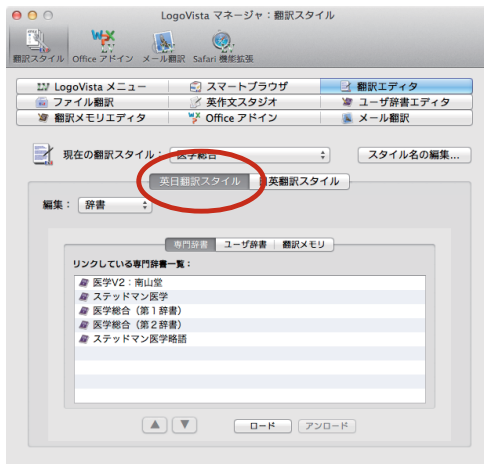 LogoVista マネージャ：翻訳スタイル
翻訳スタイル Office アドイン メール翻訳 Safari 機能拡張
LogoVista メニュー スマートブラウザ 翻訳エディタ
ファイル翻訳 英作文スタジオ ユーザ辞書エディタ
翻訳メモリエディタ Office アドイン メール翻訳
現在の翻訳スタイル： 医学総合 スタイル名の編集...
英日翻訳スタイル 日英翻訳スタイル
編集： 辞書
専門辞書 ユーザ辞書 翻訳メモリ
リンクしている専門辞書一覧：
医学V2：南山堂
ステッドマン医学
医学総合（第1辞書）
医学総合（第2辞書）
ステッドマン医学略語
ロード アンロード